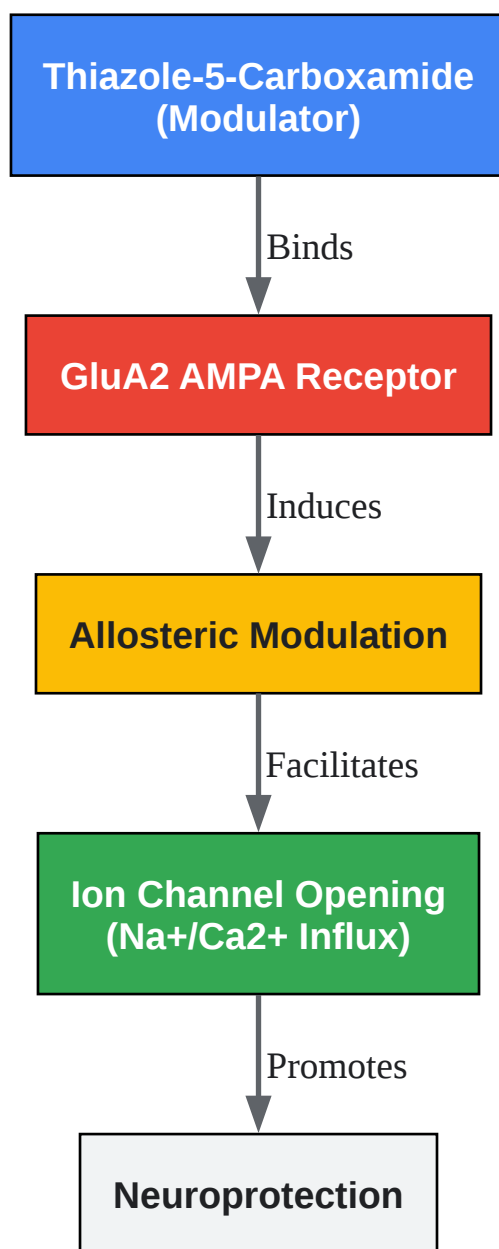 Thiazole-5-Carboxamide
(Modulator)
Binds
GluA2 AMPA Receptor
Induces
Allosteric Modulation
Facilitates
Ion Channel Opening
(Na+/Ca2+ Influx)
Promotes
Neuroprotection